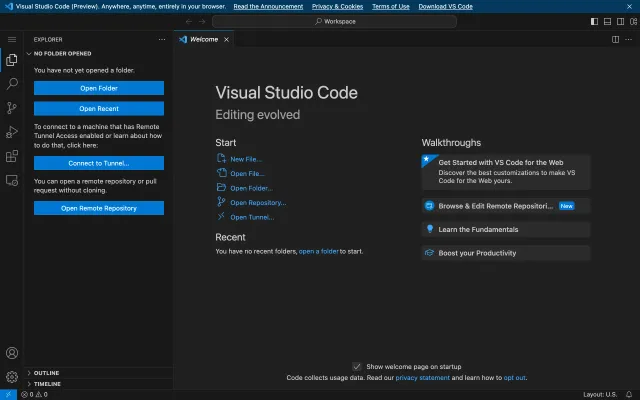 Visual Studio Code (Preview). Anywhere, anytime, entirely in your browser. Read the Announcement Privacy & Cookies Terms of Use Download VS Code
Workspace
EXPLORER
NO FOLDER OPENED
You have not yet opened a folder.
Open Folder
Open Recent
To connect to a machine that has Remote
Tunnel Access enabled or learn about how
to do that, click here:
Connect to Tunnel...
You can open a remote repository or pull
request without cloning.
Open Remote Repository
OUTLINE
TIMELINE
Welcome
Visual Studio Code
Editing evolved
Start
New File...
Open File...
Open Folder...
Open Repository...
Open Tunnel...
Recent
You have no recent folders, open a folder to start.
Walkthroughs
Get Started with VS Code for the Web
Discover the best customizations to make VS
Code for the Web yours.
Browse & Edit Remote Repositori... New
Learn the Fundamentals
Boost your Productivity
Show welcome page on startup
Code collects usage data. Read our privacy statement and learn how to opt out.
0 0
Layout: U.S.